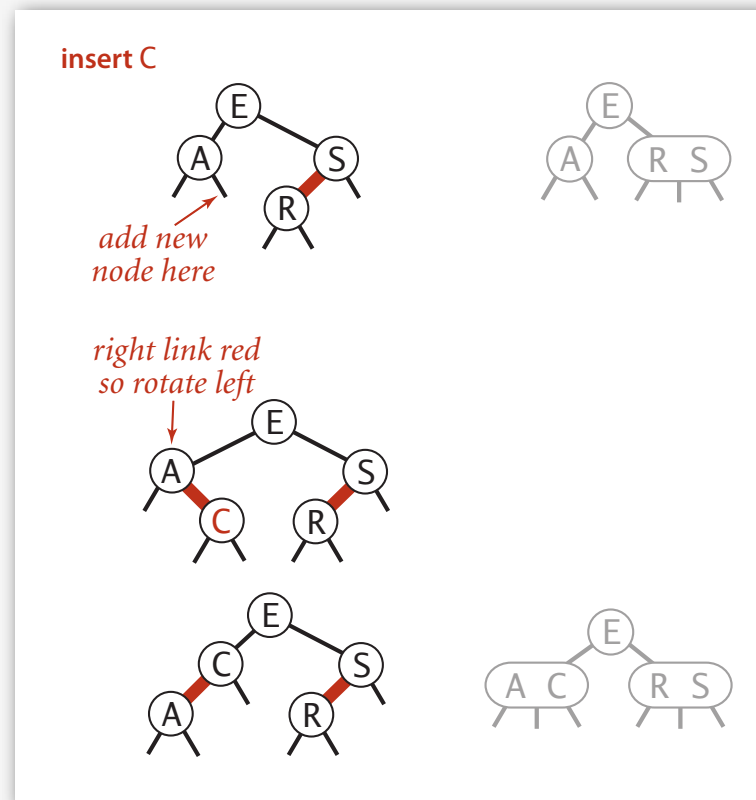 insert C
E
E
A
S
A
R S
R
add new
node here
right link red
so rotate left
E
A
S
C
R
E
E
C
S
A C
R S
A
R